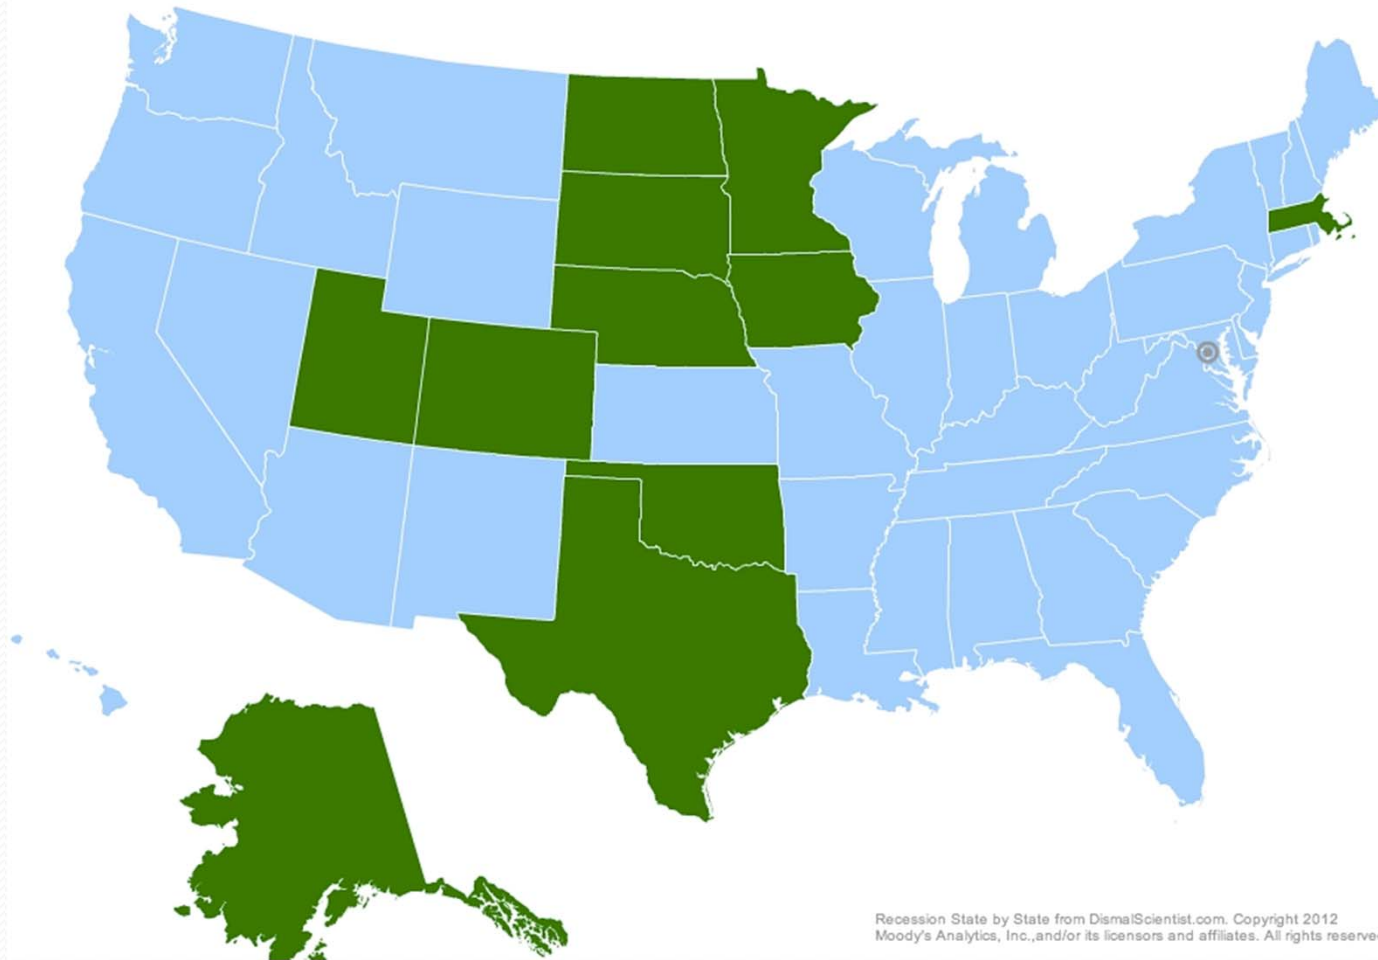 Recession State by State from DismalScientist.com. Copyright 2012
Moody's Analytics, Inc.,and/or its licensors and affiliates. All rights reserve